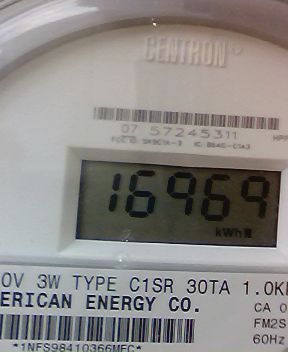 CENTRON®
07 57245311
16969
kWh
0V 3W TYPE C1SR 30TA 1.0K
ERICAN ENERGY CO.
CA 0
FM2S
60Hz
*1NFS98410366MFC*